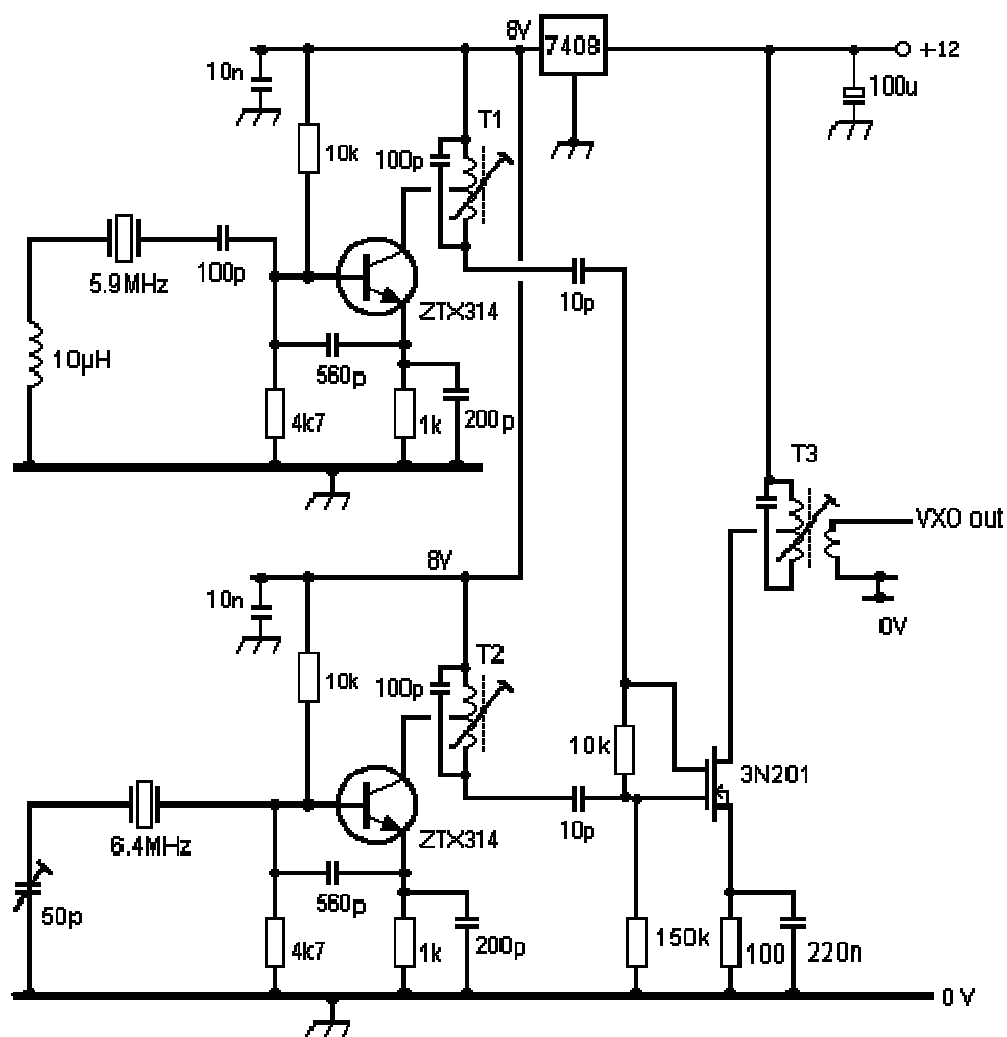 8V
7408
+12
10n
100u
T1
10k
100p
100p
5.9MHz
10p
ZTX314
10µH
560p
4k7
1k
200p
T3
VXO out
8V
10n
0V
T2
10k
100p
10k
3N201
10p
6.4MHz
ZTX314
50p
560p
4k7
1k
200p
150k
100
220n
0 V